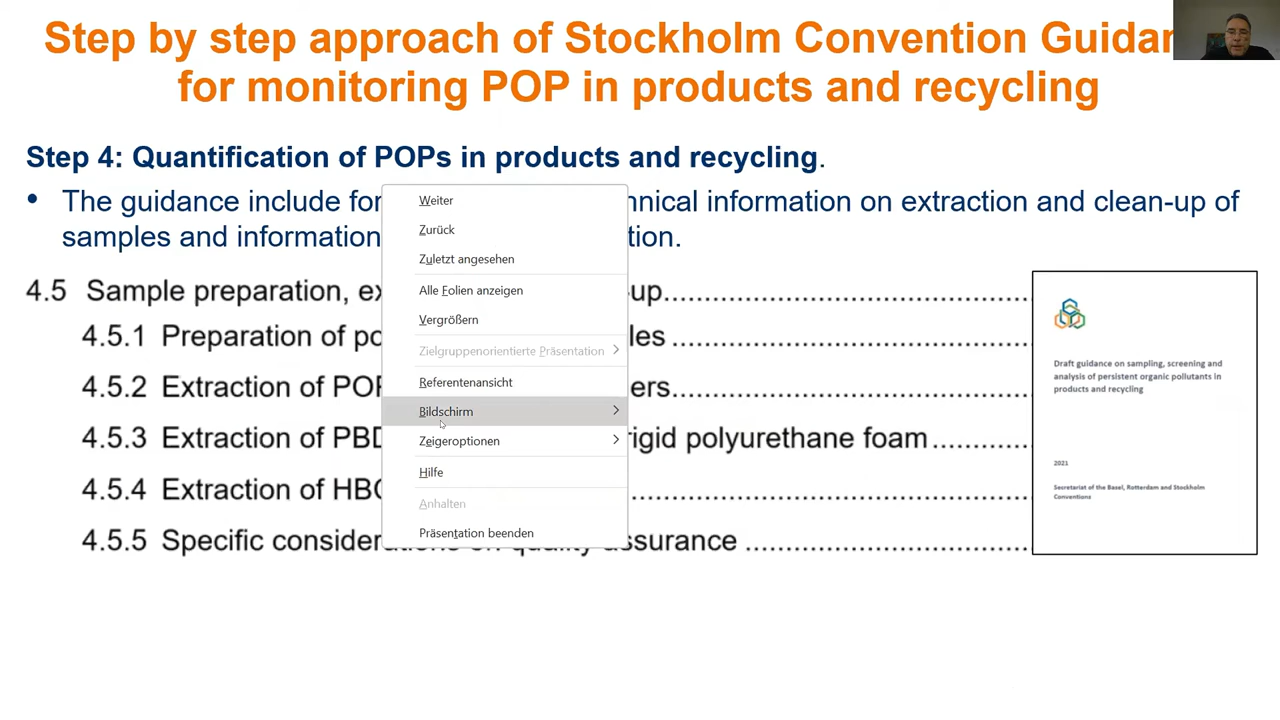 Step by step approach of Stockholm Convention Guidan
for monitoring POP in products and recycling
Step 4: Quantification of POPs in products and recycling.
• The guidance include for
hnical information on extraction and clean-up of
samples and information
tion.
4.5 Sample preparation, ex
up
4.5.1 Preparation of po
les
4.5.2 Extraction of POP
ers
4.5.3 Extraction of PBD
rigid polyurethane foam
4.5.4 Extraction of HBC
4.5.5 Specific considerations on quality assurance
Weiter
Zurück
Zuletzt angesehen
Alle Folien anzeigen
Vergrößern
Zielgruppenorientierte Präsentation
Referentenansicht
Bildschirm
Zeigeroptionen
Hilfe
Anhalten
Präsentation beenden
Draft guidance on sampling, screening and
analysis of persistent organic pollutants in
products and recycling
2021
Secretariat of the Basel, Rotterdam and Stockholm
Conventions